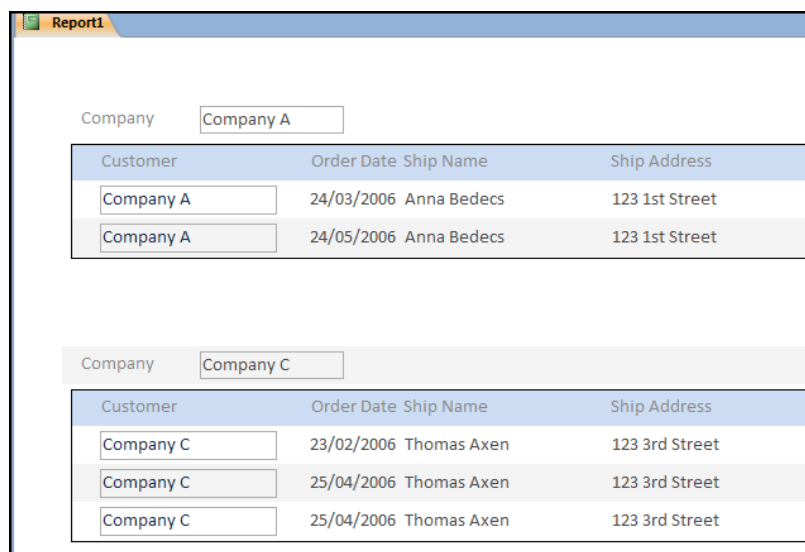 Report1
Company Company A
Customer Order Date Ship Name Ship Address
Company A 24/03/2006 Anna Bedecs 123 1st Street
Company A 24/05/2006 Anna Bedecs 123 1st Street
Company Company C
Customer Order Date Ship Name Ship Address
Company C 23/02/2006 Thomas Axen 123 3rd Street
Company C 25/04/2006 Thomas Axen 123 3rd Street
Company C 25/04/2006 Thomas Axen 123 3rd Street